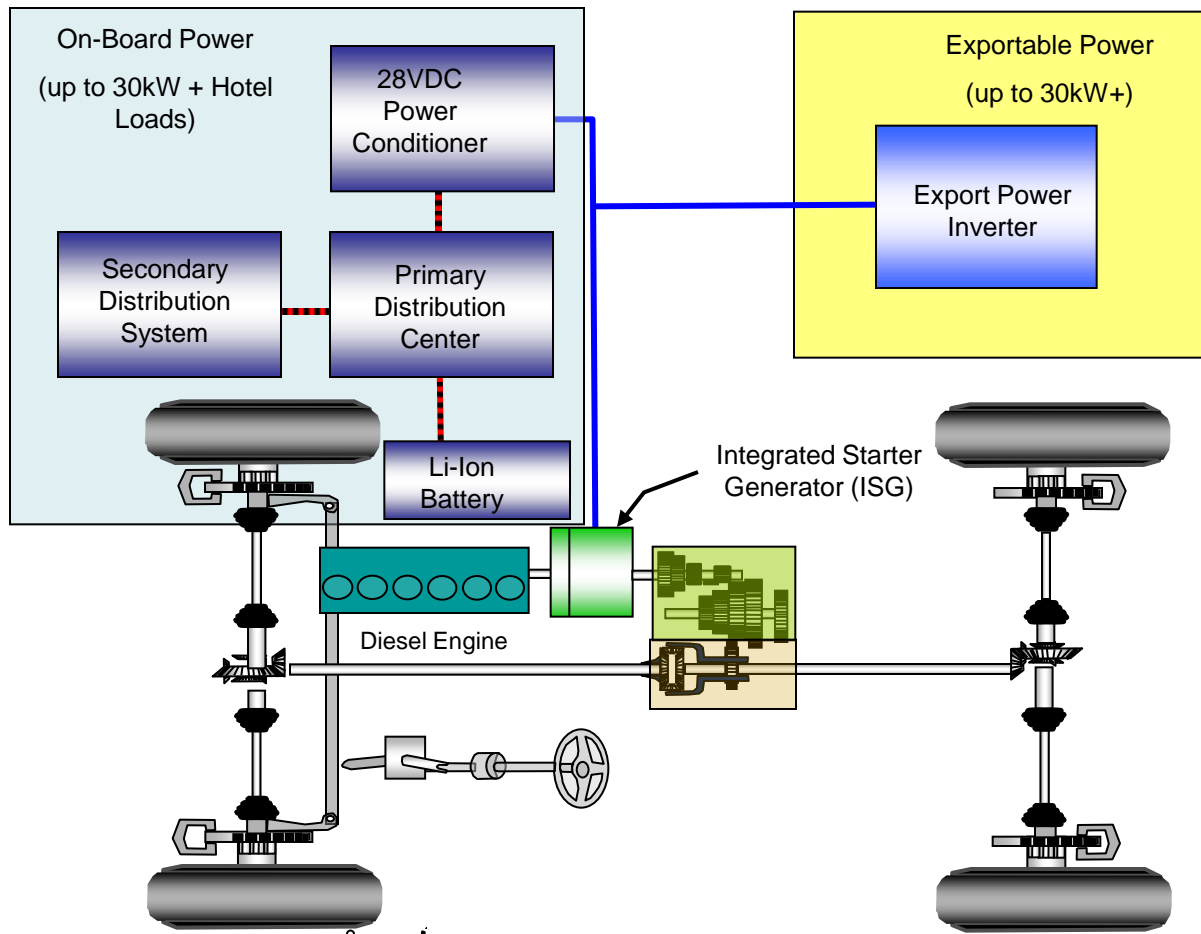 On-Board Power
(up to 30kW + Hotel
Loads)
28VDC
Power
Conditioner
Exportable Power
(up to 30kW+)
Export Power
Inverter
Secondary
Distribution
System
Primary
Distribution
Center
Li-Ion
Battery
Integrated Starter
Generator (ISG)
Diesel Engine